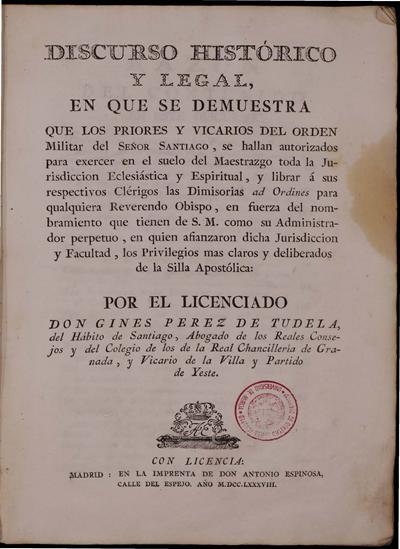 DISCURSO HISTÓRICO
Y LEGAL,
EN QUE SE DEMUESTRA
QUE LOS PRIORES Y VICARIOS DEL ORDEN
Militar del SEÑOR SANTIAGO, se hallan autorizados
para exercer en el suelo del Maestrazgo toda la Ju-
risdiccion Eclesiástica y Espiritual, y librar á sus
respectivos Clérigos las Dimisorias ad Ordines para
qualquiera Reverendo Obispo, en fuerza del nom-
bramiento que tienen de S. M. como su Administra-
dor perpetuo, en quien afianzaron dicha Jurisdiccion
y Facultad, los Privilegios mas claros y deliberados
de la Silla Apostólica:
POR EL LICENCIADO
DON GINES PEREZ DE TUDELA,
del Hábito de Santiago, Abogado de los Reales Conse-
jos y del Colegio de los de la Real Chancillería de Gra-
nada, y Vicario de la Villa y Partido
de Yeste.
CON LICENCIA:
MADRID: EN LA IMPRENTA DE DON ANTONIO ESPINOSA,
CALLE DEL ESPEJO. AÑO M.DCC.LXXXVIII.